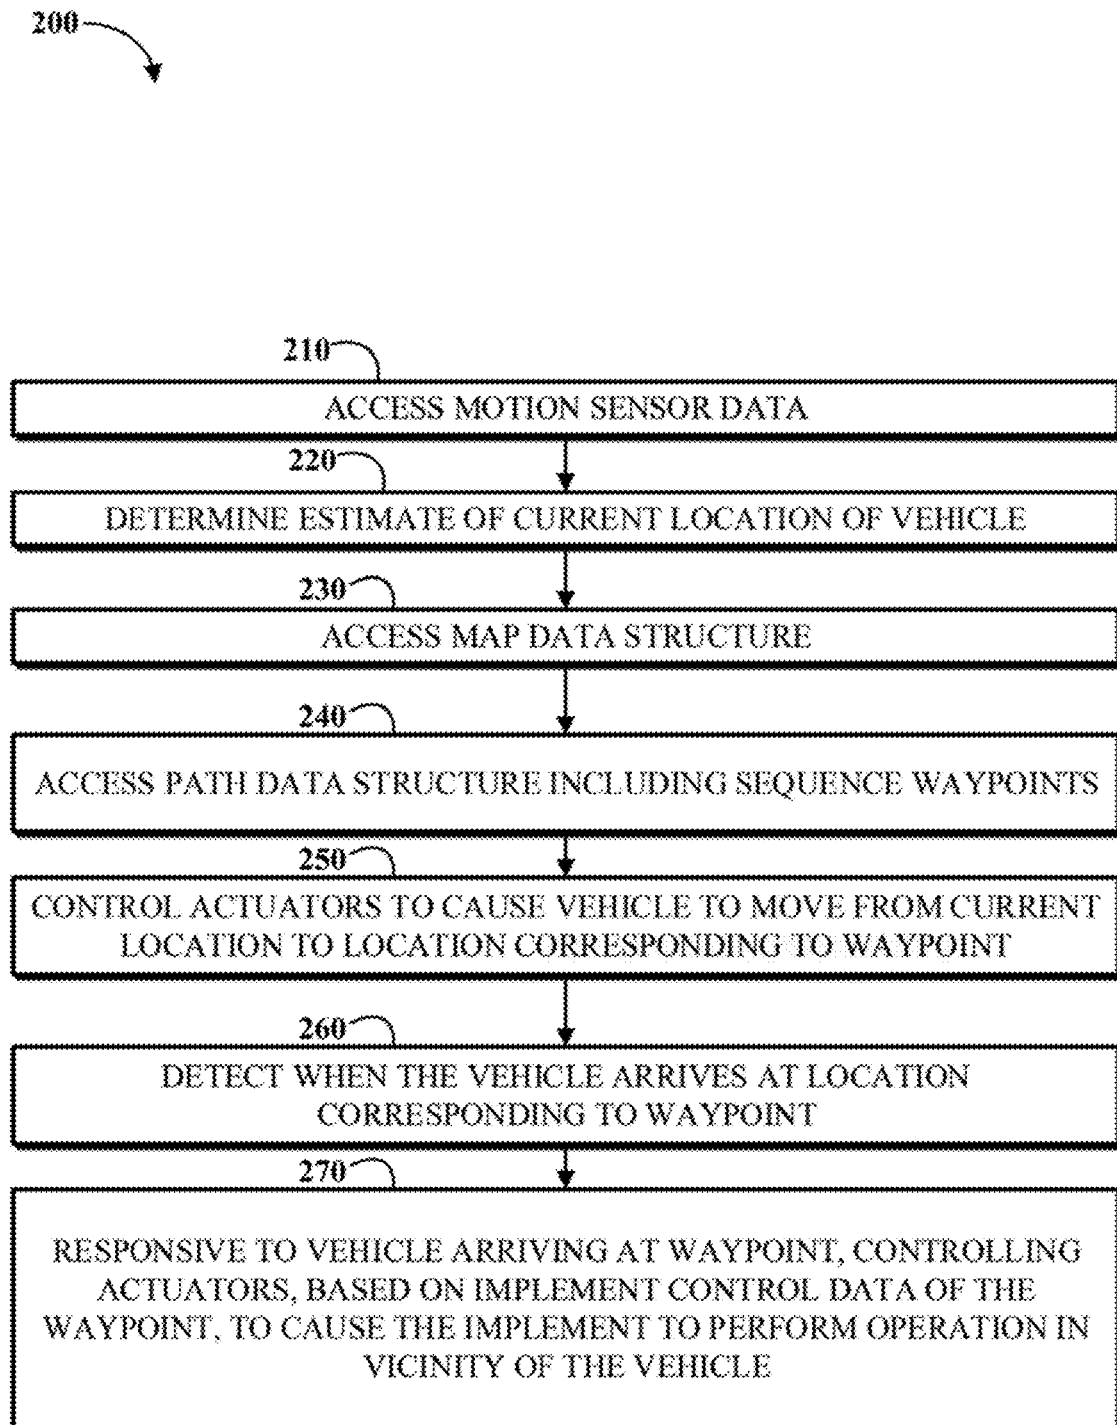 200
210
ACCESS MOTION SENSOR DATA
220
DETERMINE ESTIMATE OF CURRENT LOCATION OF VEHICLE
230
ACCESS MAP DATA STRUCTURE
240
ACCESS PATH DATA STRUCTURE INCLUDING SEQUENCE WAYPOINTS
250
CONTROL ACTUATORS TO CAUSE VEHICLE TO MOVE FROM CURRENT
LOCATION TO LOCATION CORRESPONDING TO WAYPOINT
260
DETECT WHEN THE VEHICLE ARRIVES AT LOCATION
CORRESPONDING TO WAYPOINT
270
RESPONSIVE TO VEHICLE ARRIVING AT WAYPOINT, CONTROLLING
ACTUATORS, BASED ON IMPLEMENT CONTROL DATA OF THE
WAYPOINT, TO CAUSE THE IMPLEMENT TO PERFORM OPERATION IN
VICINITY OF THE VEHICLE